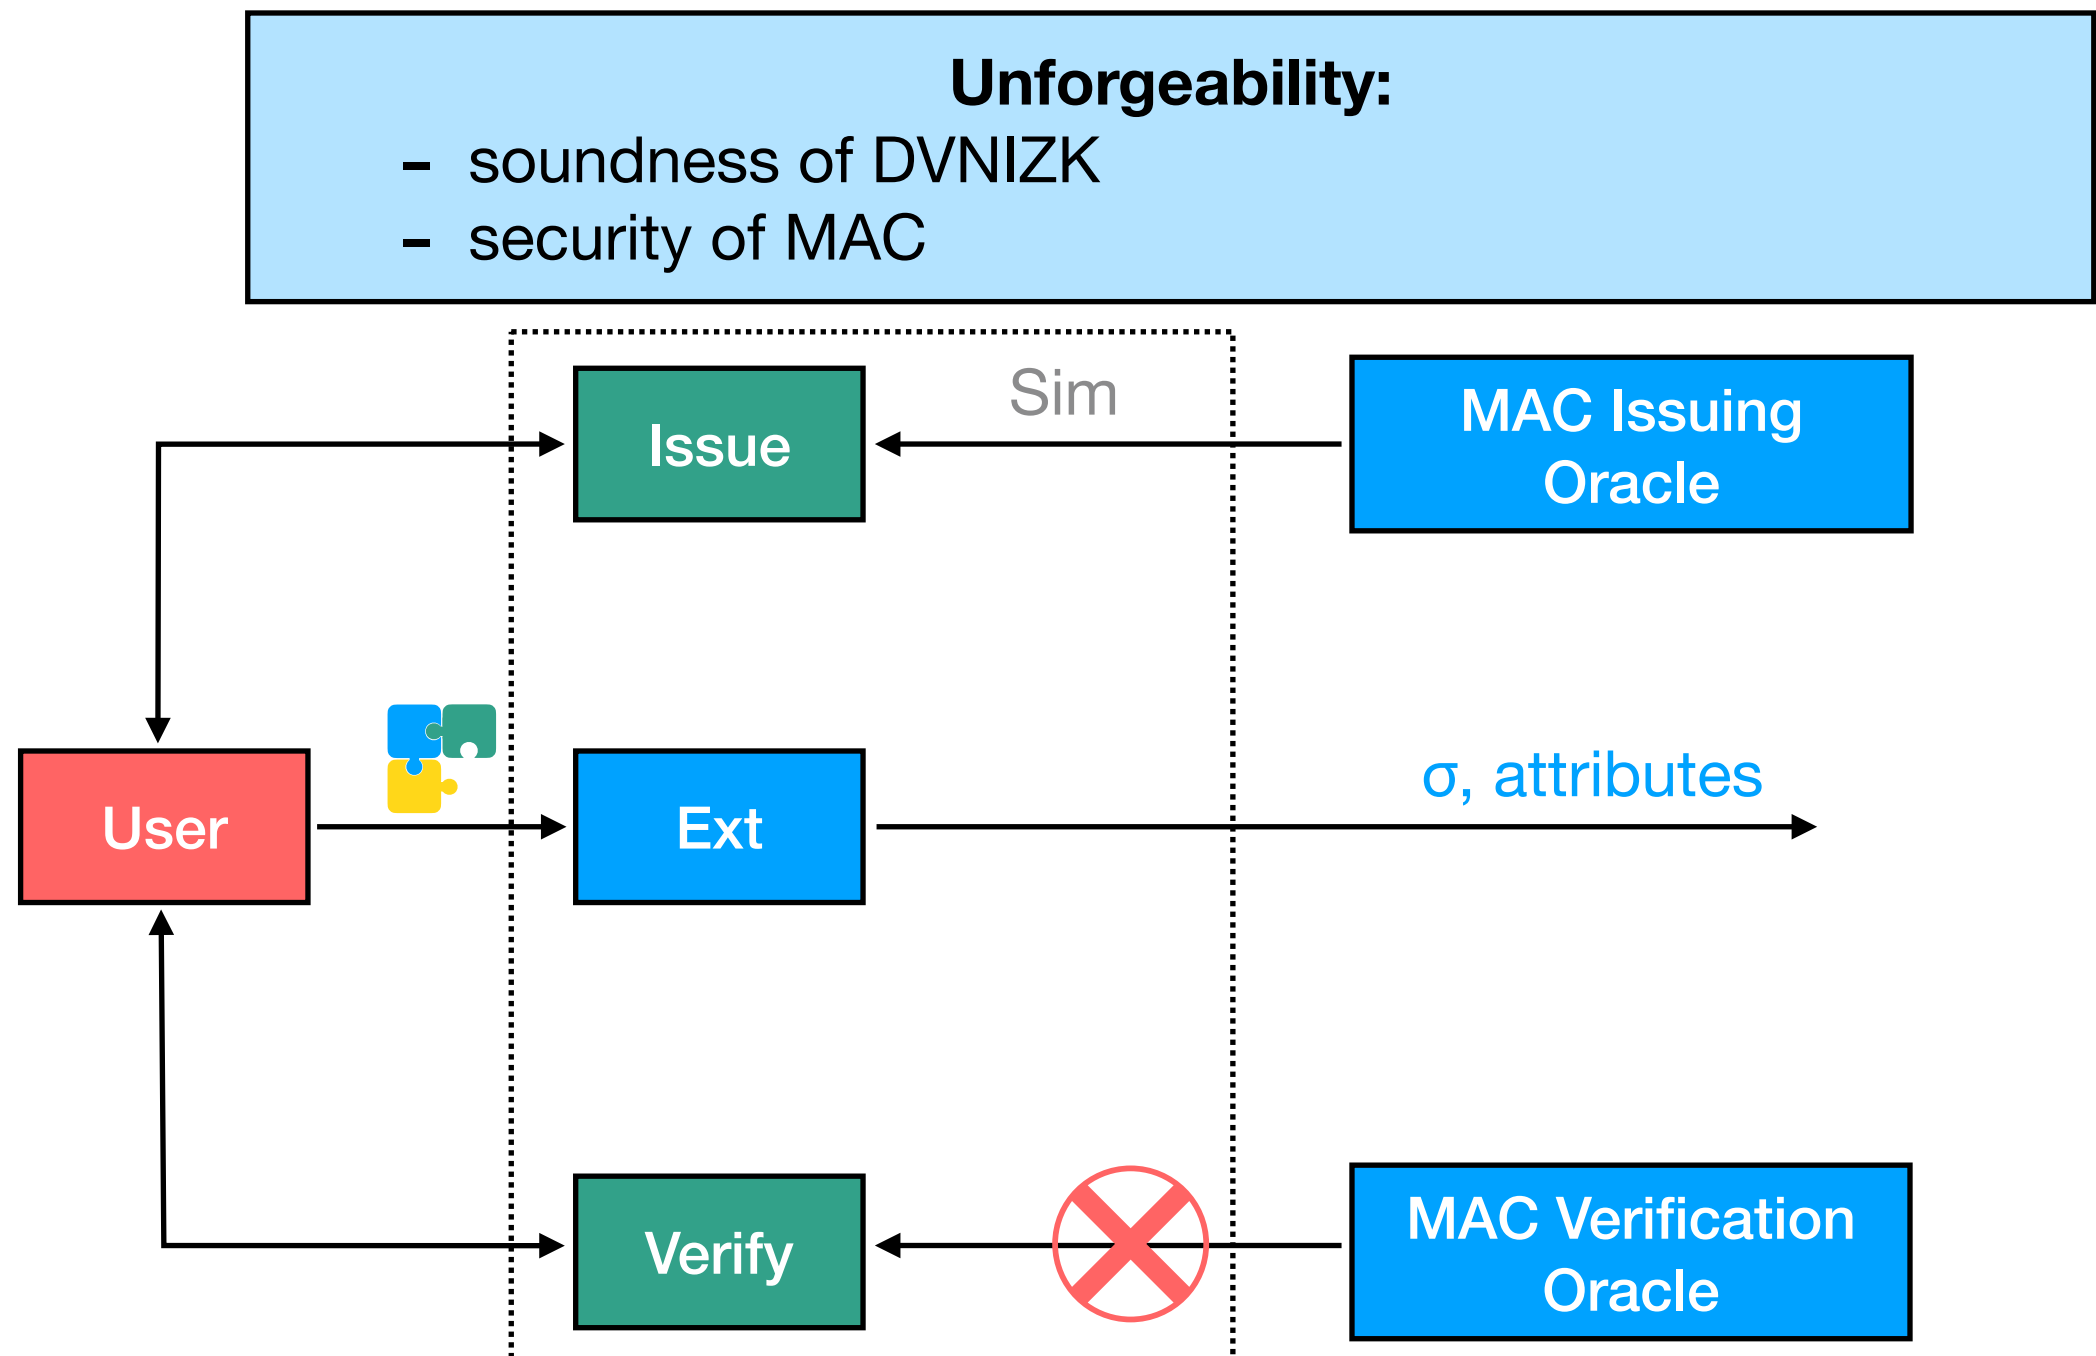 Unforgeability:
- soundness of DVNIZK
- security of MAC
Sim
Issue
MAC Issuing
Oracle
σ, attributes
User
Ext
Verify
MAC Verification
Oracle